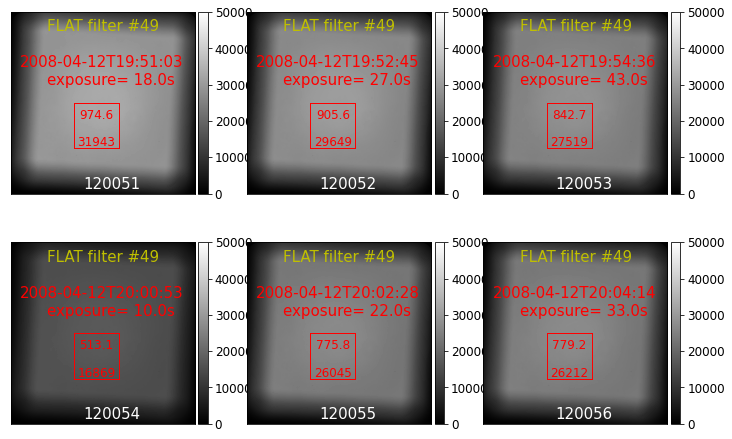 FLAT filter #49
2008-04-12T19:51:03
exposure= 18.0s
974.6
31943
120051
50000
40000
30000
20000
10000
0
FLAT filter #49
2008-04-12T19:52:45
exposure= 27.0s
905.6
29649
120052
50000
40000
30000
20000
10000
0
FLAT filter #49
2008-04-12T19:54:36
exposure= 43.0s
842.7
27519
120053
50000
40000
30000
20000
10000
0
FLAT filter #49
2008-04-12T20:00:53
exposure= 10.0s
513.1
120054
50000
40000
30000
20000
10000
0
FLAT filter #49
2008-04-12T20:02:28
exposure= 22.0s
775.8
26045
120055
50000
40000
30000
20000
10000
0
FLAT filter #49
2008-04-12T20:04:14
exposure= 33.0s
779.2
26212
120056
50000
40000
30000
20000
10000
0